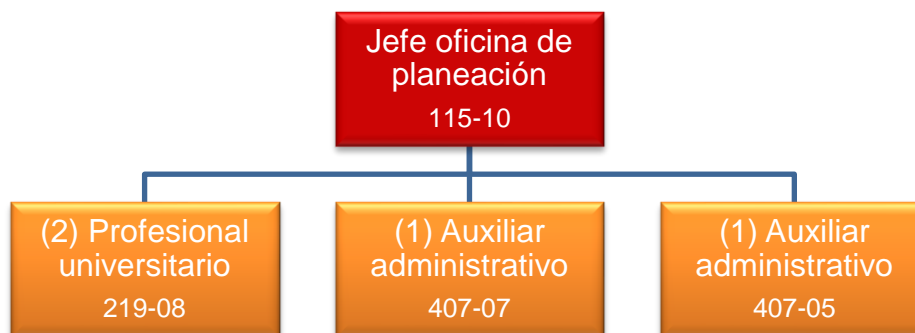 Jefe oficina de
planeación
115-10
(2) Profesional
universitario
219-08
(1) Auxiliar
administrativo
407-07
(1) Auxiliar
administrativo
407-05